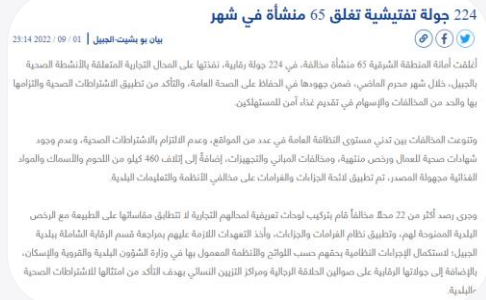 224 جولة تفتيشية تغلق 65 منشأة في شهر
بيان بو بشيت-الجبيل | 01 / 09 / 2022 23:14
أغلقت أمانة المنطقة الشرقية 65 منشأة مخالفة، في 224 جولة رقابية، نفذتها على المحال التجارية المتعلقة بالأنشطة الصحية
بالجبيل، خلال شهر محرم الماضي، ضمن جهودها في الحفاظ على الصحة العامة، والتأكد من تطبيق الاشتراطات الصحية والتزامها
بها والحد من المخالفات والإسهام في تقديم غذاء آمن للمستهلكين.
وتنوعت المخالفات بين تدني مستوى النظافة العامة في عدد من المواقع، وعدم الالتزام بالاشتراطات الصحية، وعدم وجود
شهادات صحية للعمال ورخص منتهية، ومخالفات المباني والتجهيزات، إضافةً إلى إتلاف 460 كيلو من اللحوم والأسماك والمواد
الغذائية مجهولة المصدر، تم تطبيق لائحة الجزاءات والغرامات على مخالفي الأنظمة والتعليمات البلدية.
وجرى رصد أكثر من 22 محلاً مخالفاً قام بتركيب لوحات تعريفية لمحالهم التجارية لا تتطابق مقاساتها على الطبيعة مع الرخص
البلدية الممنوحة لهم، وتطبيق نظام الغرامات والجزاءات، وأخذ التعهدات اللازمة عليهم بمراجعة قسم الرقابة الشاملة ببلدية
الجبيل؛ لاستكمال الإجراءات النظامية بحقهم حسب اللوائح والأنظمة المعمول بها في وزارة الشؤون البلدية والقروية والإسكان،
بالإضافة إلى جولاتها الرقابية على صوالين الحلاقة الرجالية ومراكز التزيين النسائي بهدف التأكد من امتثالها للاشتراطات الصحية
والبلدية.